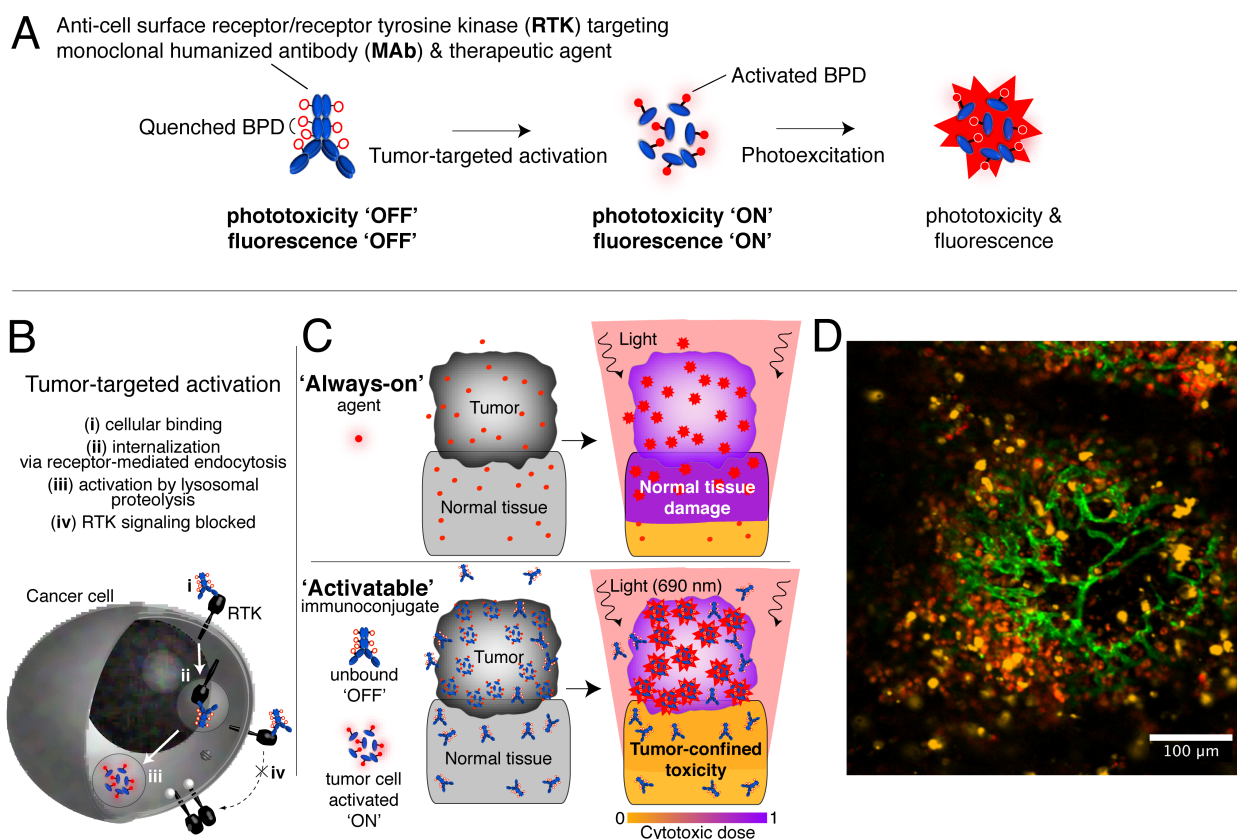 A
Anti-cell surface receptor/receptor tyrosine kinase (RTK) targeting
monoclonal humanized antibody (MAb) & therapeutic agent
Quenched BPD
Tumor-targeted activation
Activated BPD
Photoexcitation
phototoxicity ‘OFF’
fluorescence ‘OFF’
phototoxicity ‘ON’
fluorescence ‘ON’
phototoxicity &
fluorescence
B
Tumor-targeted activation
(i) cellular binding
(ii) internalization
via receptor-mediated endocytosis
(iii) activation by lysosomal
proteolysis
(iv) RTK signaling blocked
Cancer cell
i
RTK
ii
iii
iv
C
‘Always-on’
agent
Tumor
Normal tissue
Light
Normal tissue
damage
‘Activatable’
immunoconjugate
unbound
‘OFF’
tumor cell
activated
‘ON’
Tumor
Normal tissue
Light (690 nm)
Tumor-confined
toxicity
0
1
Cytotoxic dose
D
100 µm